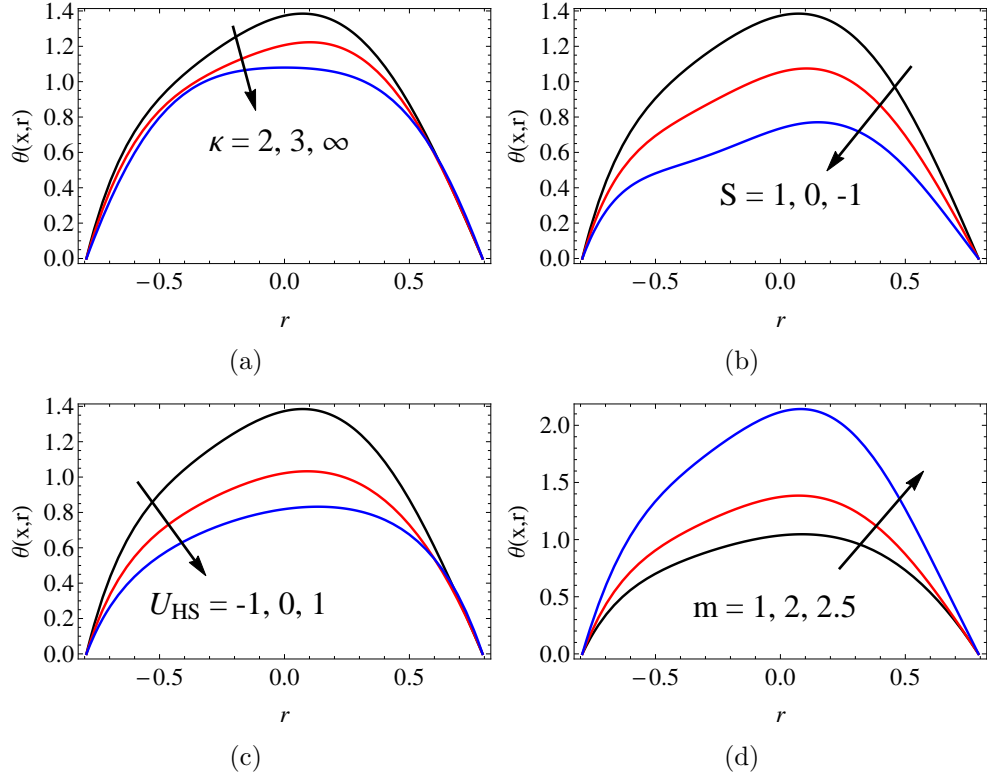 1.4
1.2
1.0
0.8
0.6
0.4
0.2
0.0
θ(x,r)
κ = 2, 3, ∞
−0.5 0.0 0.5
r
(a)
1.4
1.2
1.0
0.8
0.6
0.4
0.2
0.0
θ(x,r)
S = 1, 0, -1
−0.5 0.0 0.5
r
(b)
1.4
1.2
1.0
0.8
0.6
0.4
0.2
0.0
θ(x,r)
U_HS = -1, 0, 1
−0.5 0.0 0.5
r
(c)
2.0
1.5
1.0
0.5
0.0
θ(x,r)
m = 1, 2, 2.5
−0.5 0.0 0.5
r
(d)